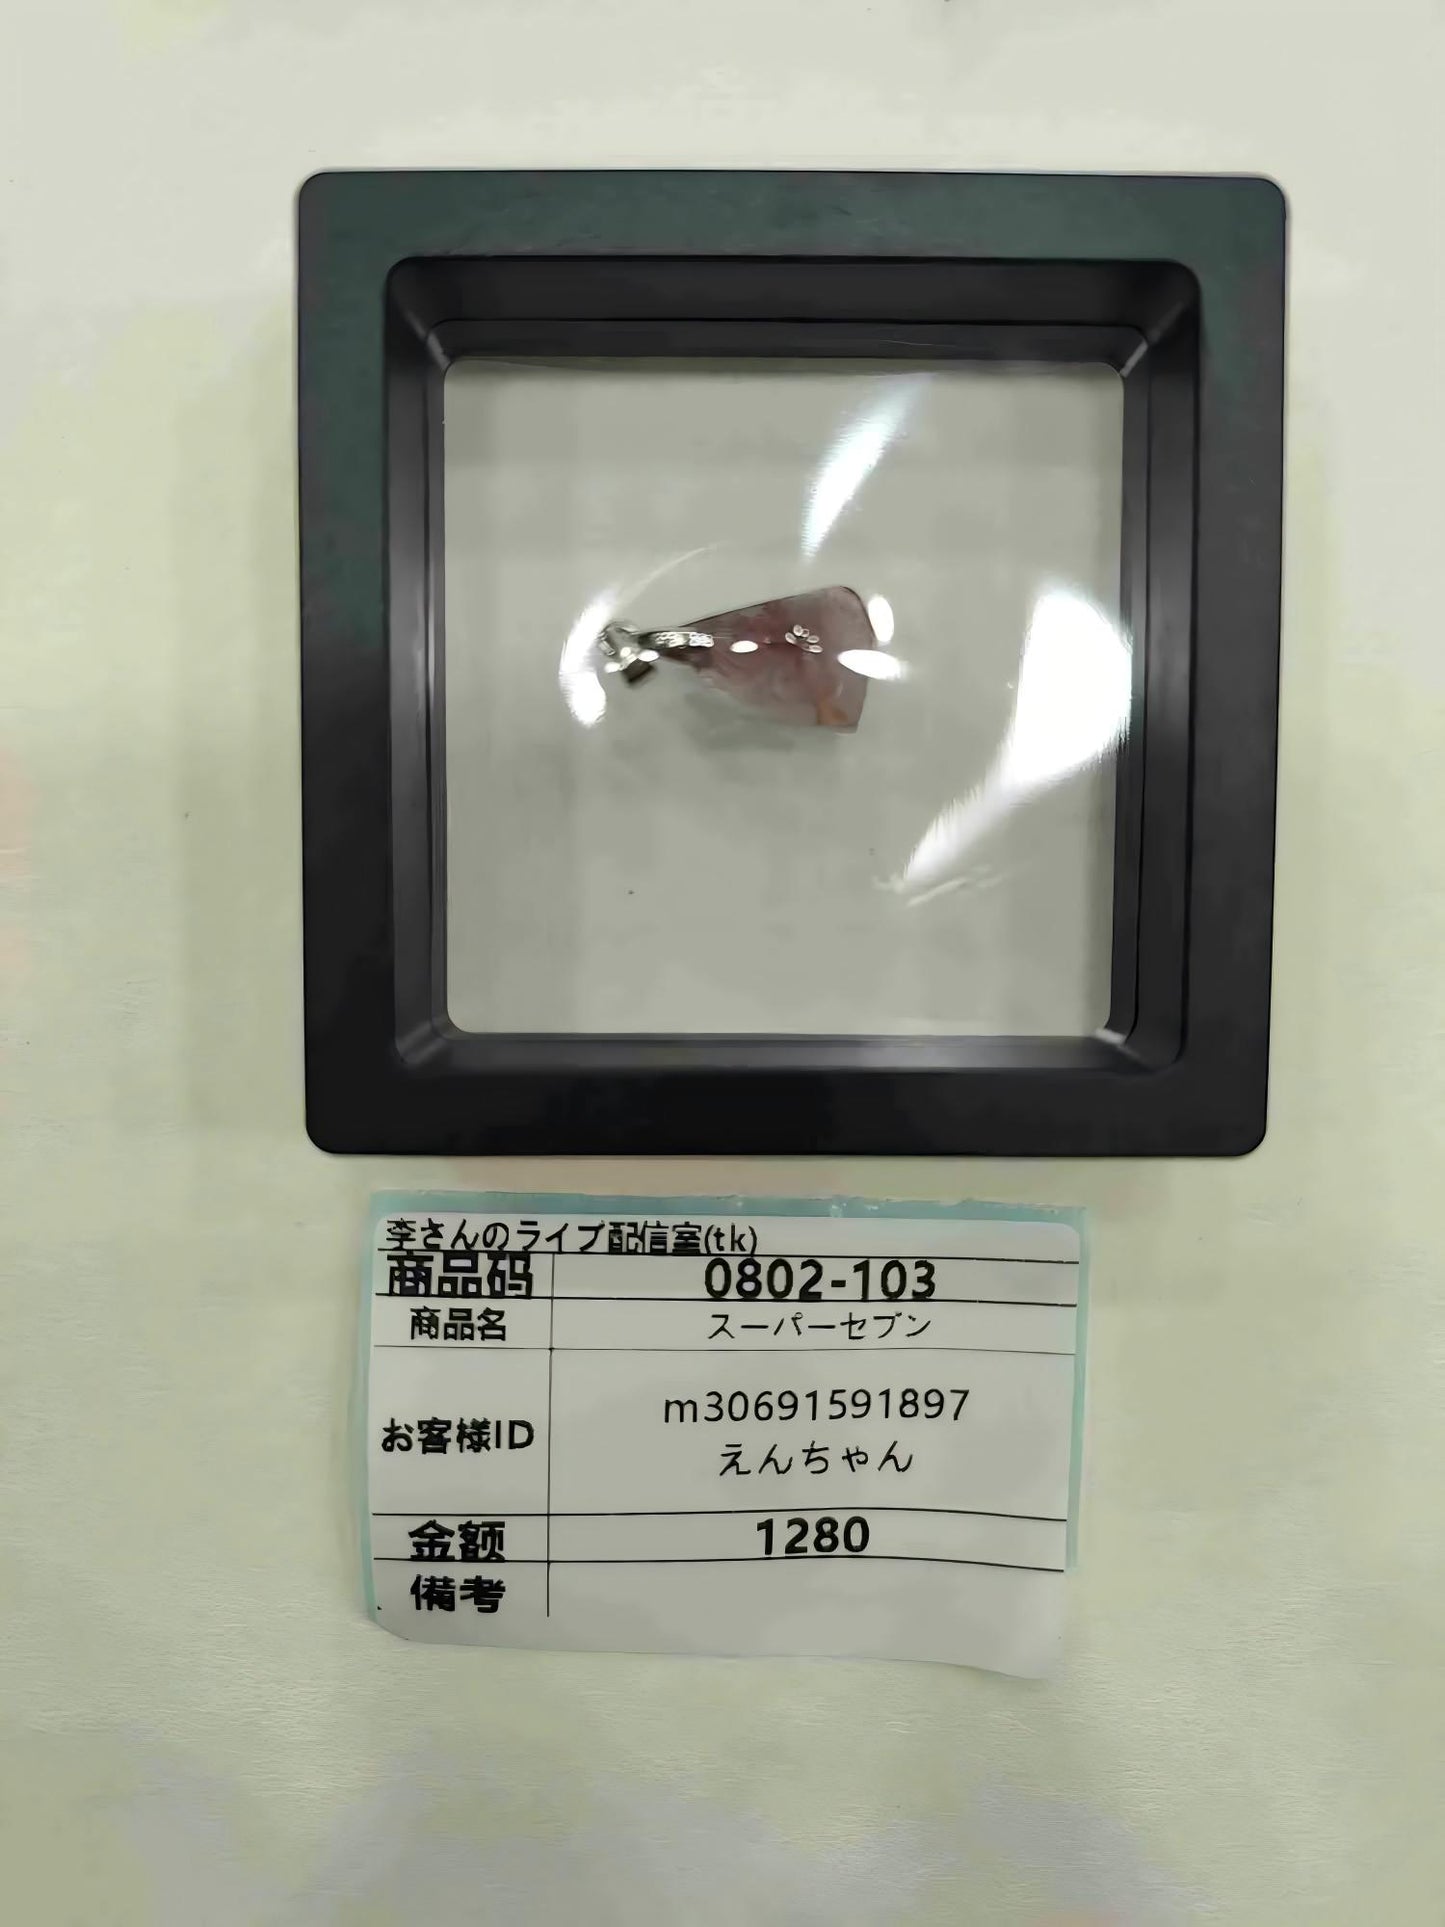 李さんのライブ配信室(tk)
商品码 0802-103
商品名 スーパーセブン
お客様ID m30691591897
えんちゃん
金额 1280
備考